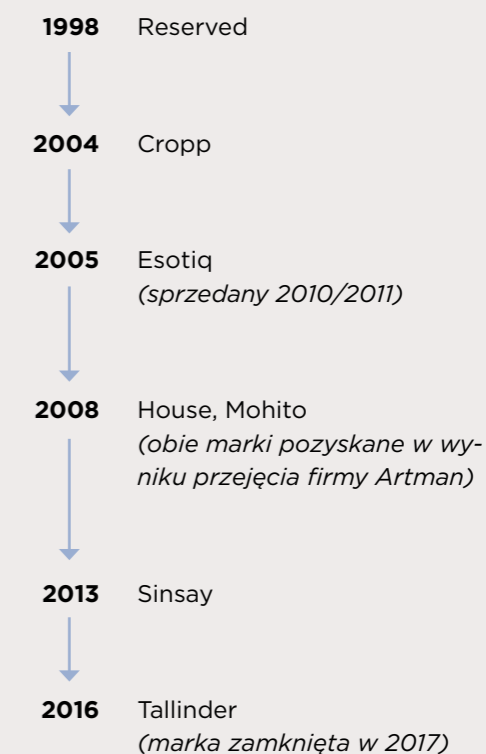 1998 Reserved
2004 Cropp
2005 Esotiq
(sprzedany 2010/2011)
2008 House, Mohito
(obie marki pozyskane w wy-
niku przejęcia firmy Artman)
2013 Sinsay
2016 Tallinder
(marka zamknięta w 2017)